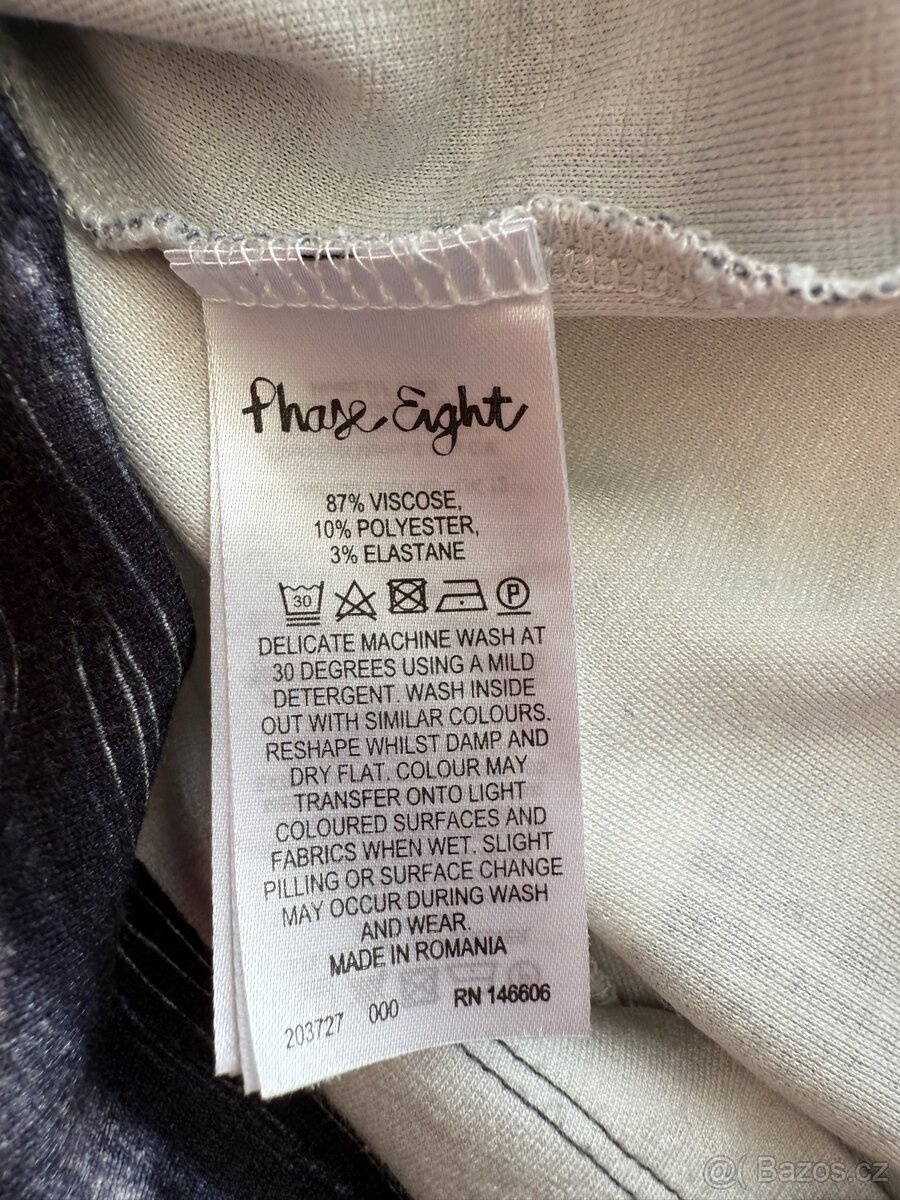 Phase Eight
87% VISCOSE,
10% POLYESTER,
3% ELASTANE
30 P
DELICATE MACHINE WASH AT
30 DEGREES USING A MILD
DETERGENT. WASH INSIDE
OUT WITH SIMILAR COLOURS.
RESHAPE WHILST DAMP AND
DRY FLAT. COLOUR MAY
TRANSFER ONTO LIGHT
COLOURED SURFACES AND
FABRICS WHEN WET. SLIGHT
PILLING OR SURFACE CHANGE
MAY OCCUR DURING WASH
AND WEAR.
MADE IN ROMANIA
203727 000 RN 146606
@( Bazos.cz